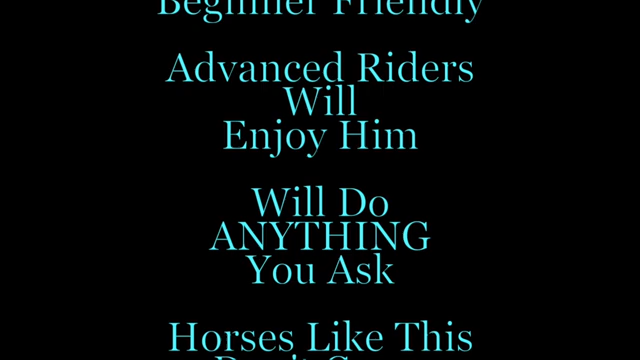 Beginner Friendly
Advanced Riders
Will
Enjoy Him
Will Do
ANYTHING
You Ask
Horses Like This